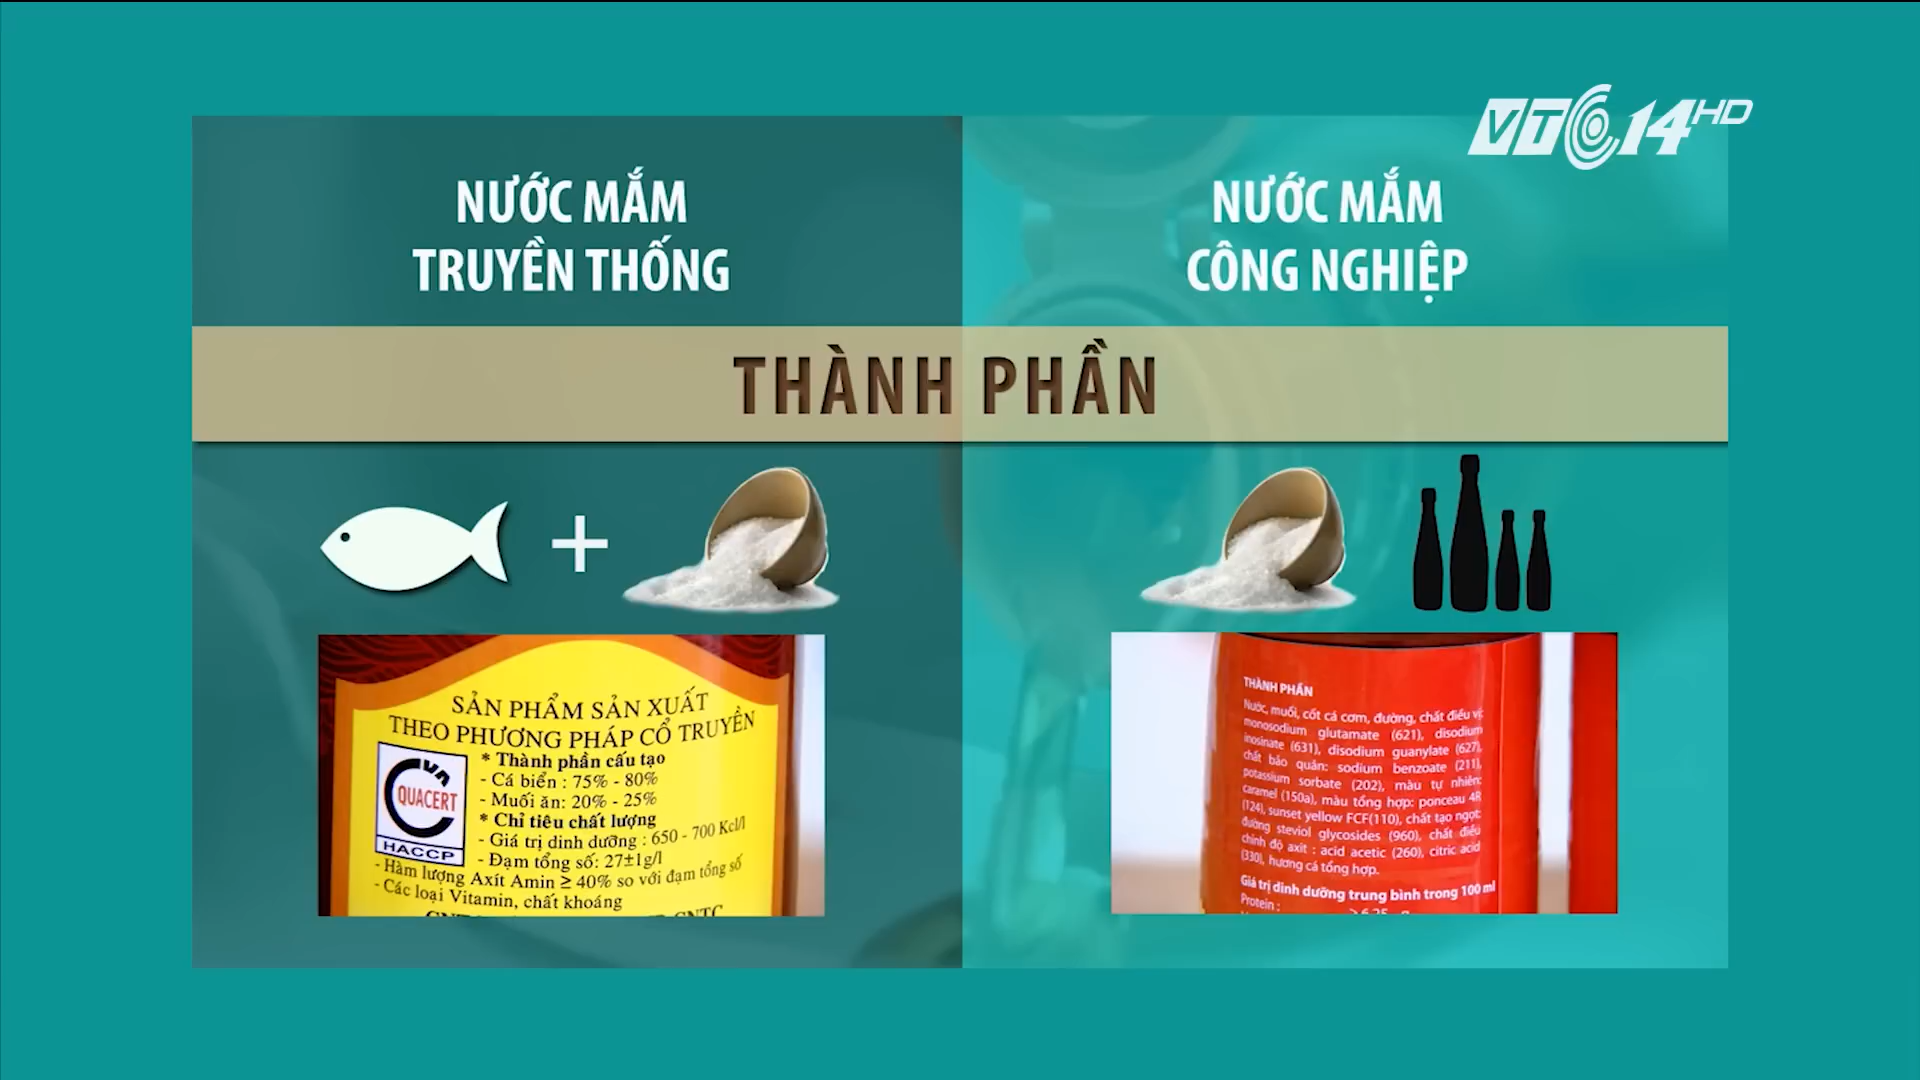 VTC14 HD
NƯỚC MẮM
TRUYỀN THỐNG
NƯỚC MẮM
CÔNG NGHIỆP
THÀNH PHẦN
SẢN PHẨM SẢN XUẤT
THEO PHƯƠNG PHÁP CỔ TRUYỀN
QUACERT
HACCP
* Thành phần cấu tạo
- Cá biển : 75% - 80%
- Muối ăn: 20% - 25%
* Chỉ tiêu chất lượng
- Giá trị dinh dưỡng : 650 - 700 Kcl/l
- Đạm tổng số: 27±1g/l
- Hàm lượng Axít Amin ≥ 40% so với đạm tổng số
- Các loại Vitamin, chất khoáng
THÀNH PHẦN
Nước, muối, cốt cá cơm, đường, chất điều vị:
monosodium glutamate (621), disodium
inosinate (631), disodium guanylate (627),
chất bảo quản: sodium benzoate (211),
potassium sorbate (202), màu tự nhiên:
caramel (150a), màu tổng hợp: ponceau 4R
(124), sunset yellow FCF(110), chất tạo ngọt:
đường steviol glycosides (960), chất điều
chỉnh độ axit : acid acetic (260), citric acid
(330), hương cá tổng hợp.
Giá trị dinh dưỡng trung bình trong 100 ml
Protein :